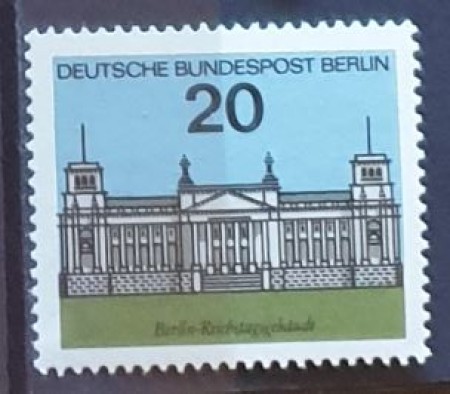 DEUTSCHE BUNDESPOST BERLIN
20
Berlin-Reichstagsgebäude